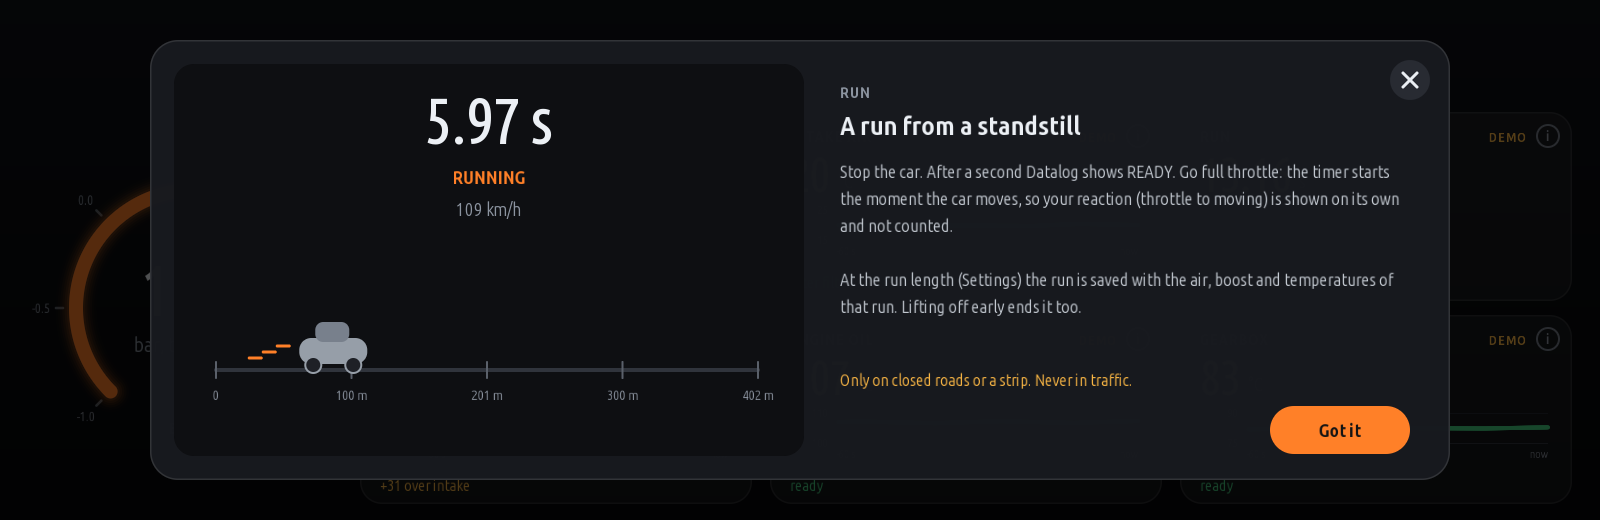 5.97 s
RUNNING
109 km/h
0
100 m
201 m
300 m
402 m
RUN
A run from a standstill
Stop the car. After a second Datalog shows READY. Go full throttle: the timer starts
the moment the car moves, so your reaction (throttle to moving) is shown on its own
and not counted.
At the run length (Settings) the run is saved with the air, boost and temperatures of
that run. Lifting off early ends it too.
Only on closed roads or a strip. Never in traffic.
Got it
0.0
-0.5
-1.0
DEMO
i
DEMO
i
now
+31 over intake
ready
ready